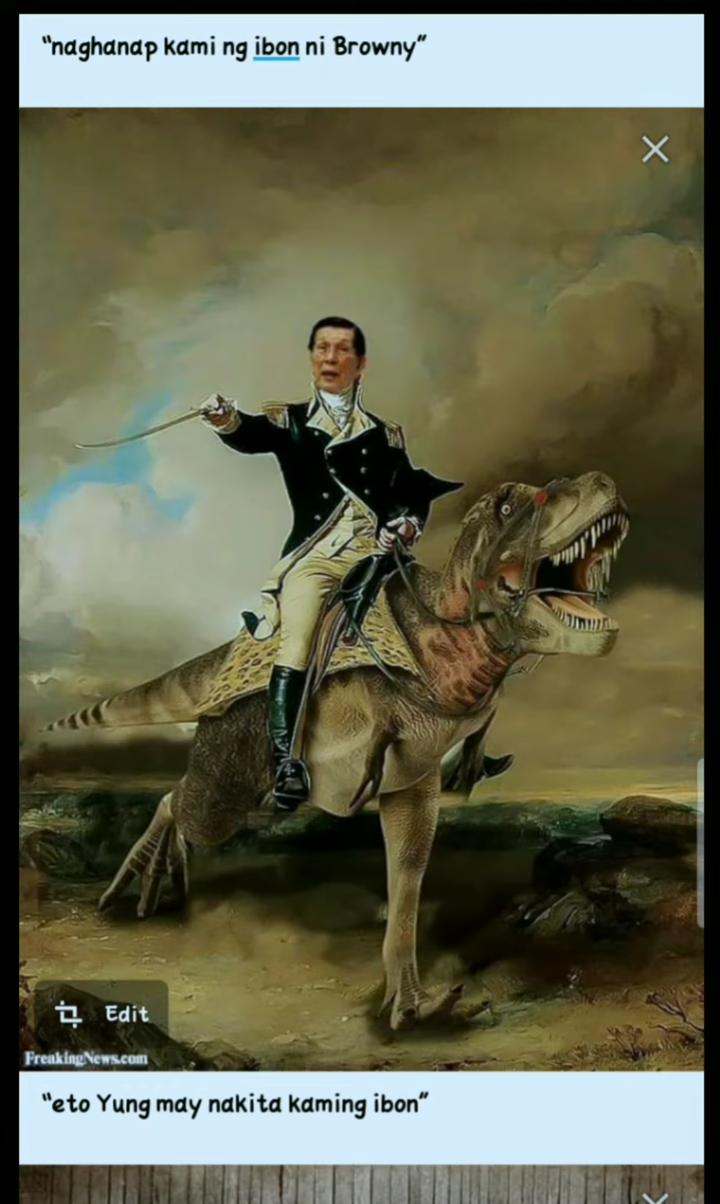 “naghanap kami ng ibon ni Browny”
Edit
FreakingNews.com
“eto Yung may nakita kaming ibon”